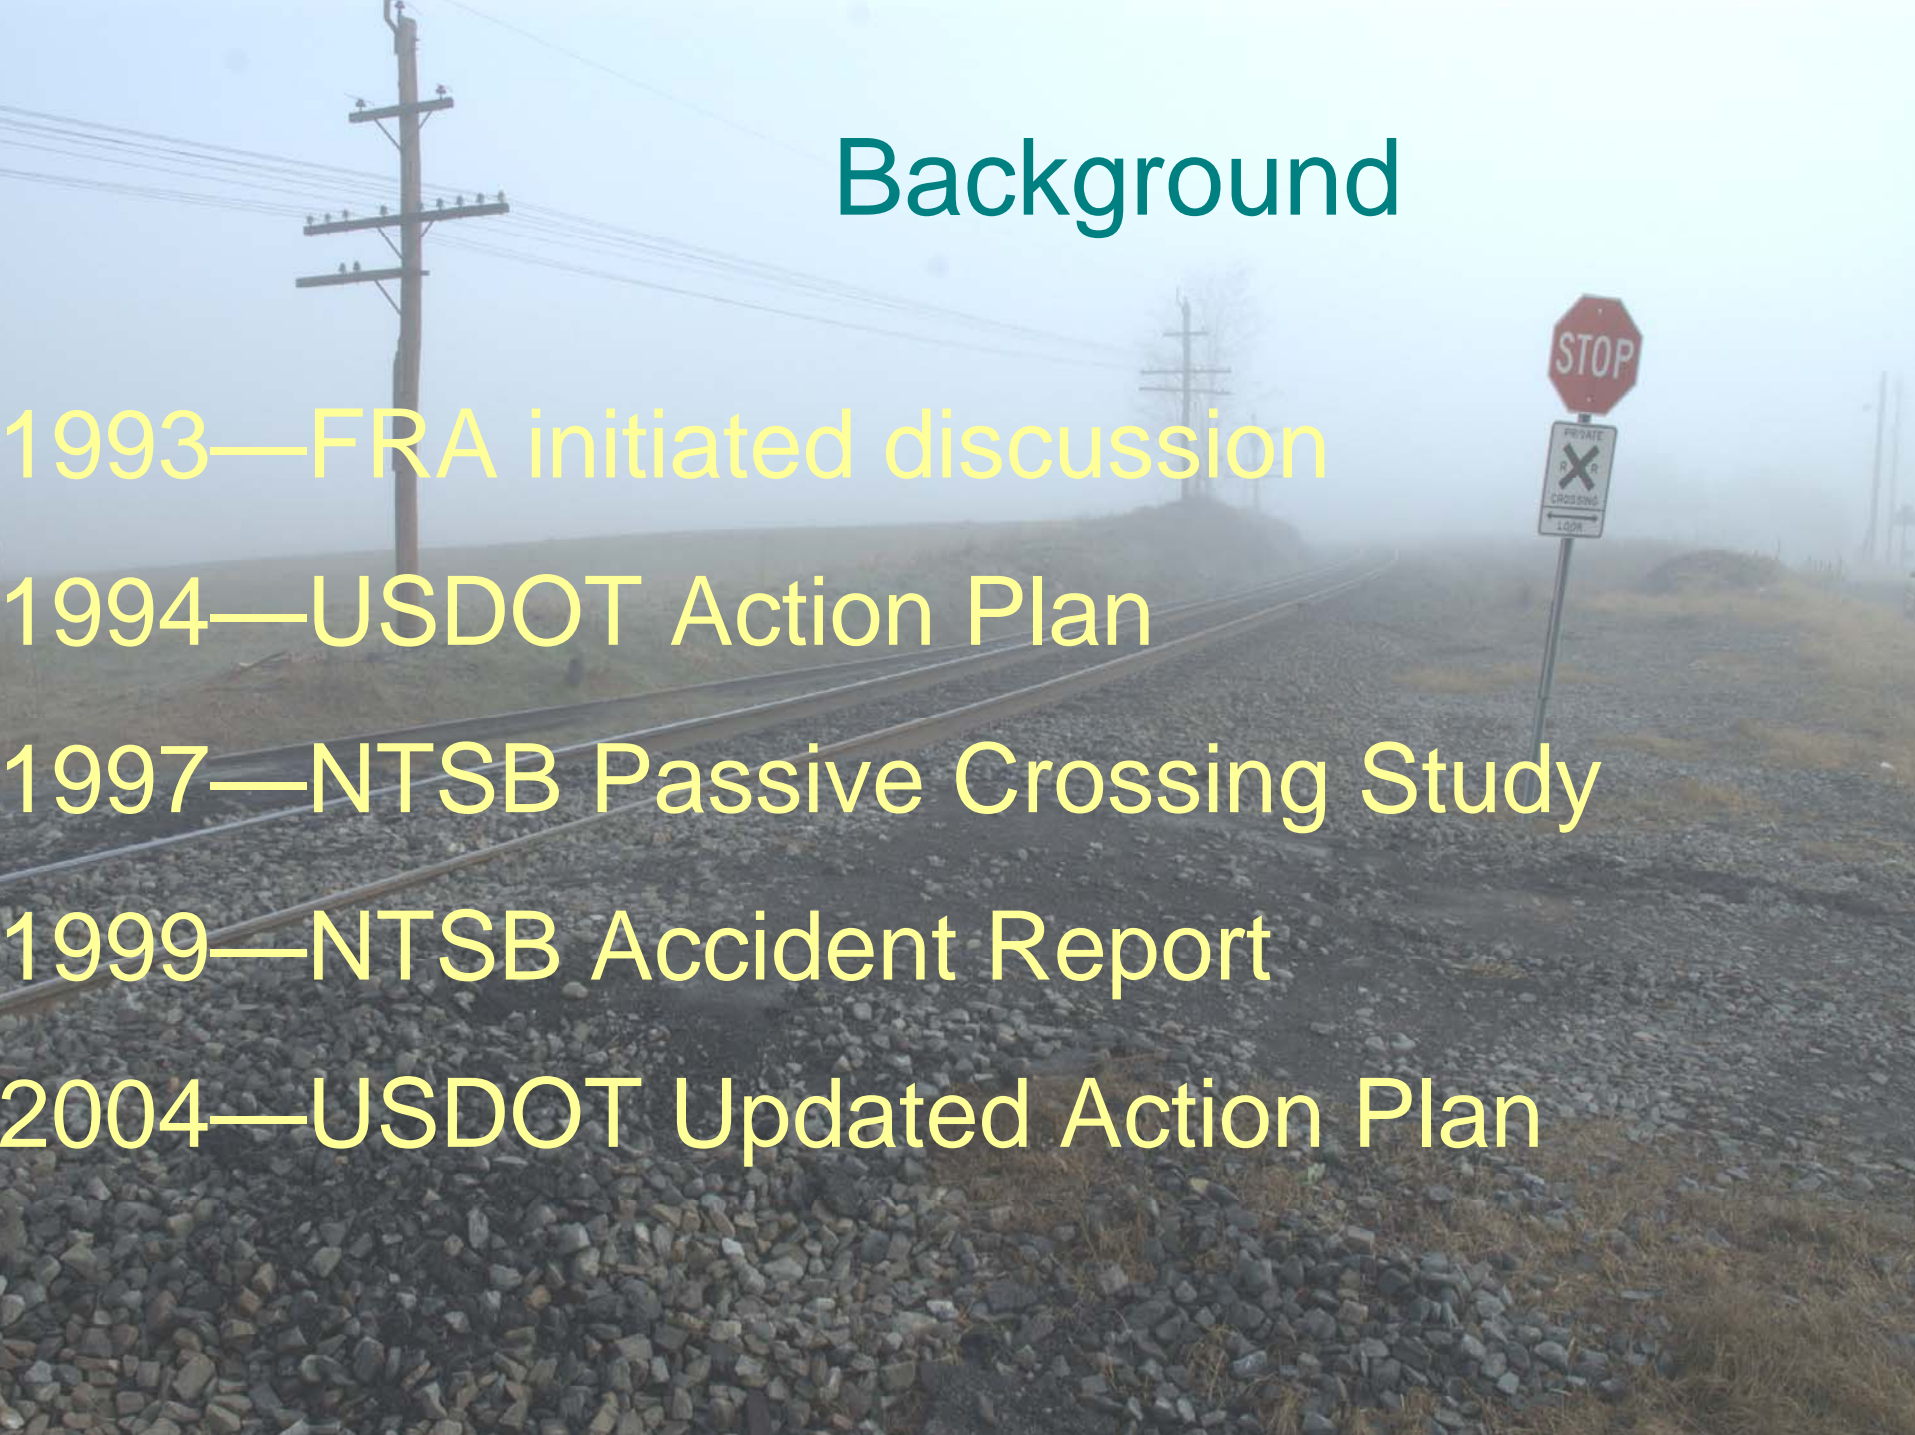 Background
STOP
PRIVATE
R R
CROSSING
LOOK
1993—FRA initiated discussion
1994—USDOT Action Plan
1997—NTSB Passive Crossing Study
1999—NTSB Accident Report
2004—USDOT Updated Action Plan